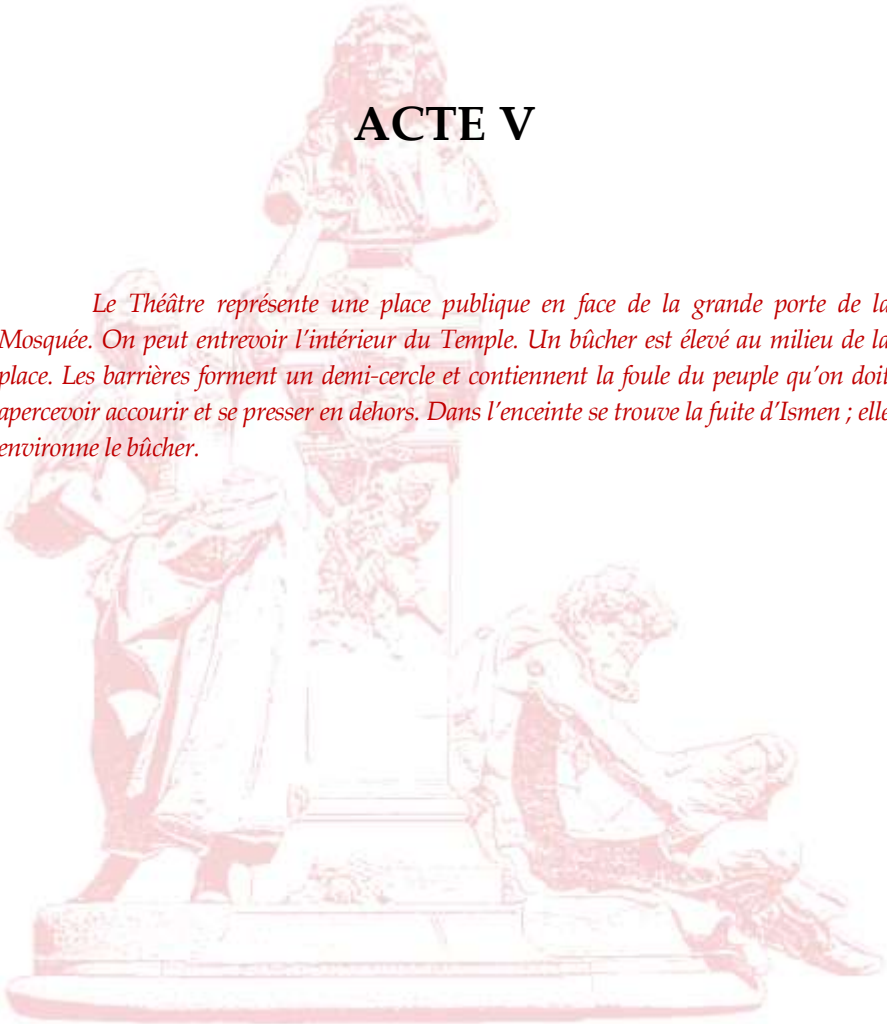 ACTE V
Le Théâtre représente une place publique en face de la grande porte de la
Mosquée. On peut entrevoir l'intérieur du Temple. Un bûcher est élevé au milieu de la
place. Les barrières forment un demi-cercle et contiennent la foule du peuple qu'on doit
apercevoir accourir et se presser en dehors. Dans l'enceinte se trouve la fuite d'Ismen ; elle
environne le bûcher.